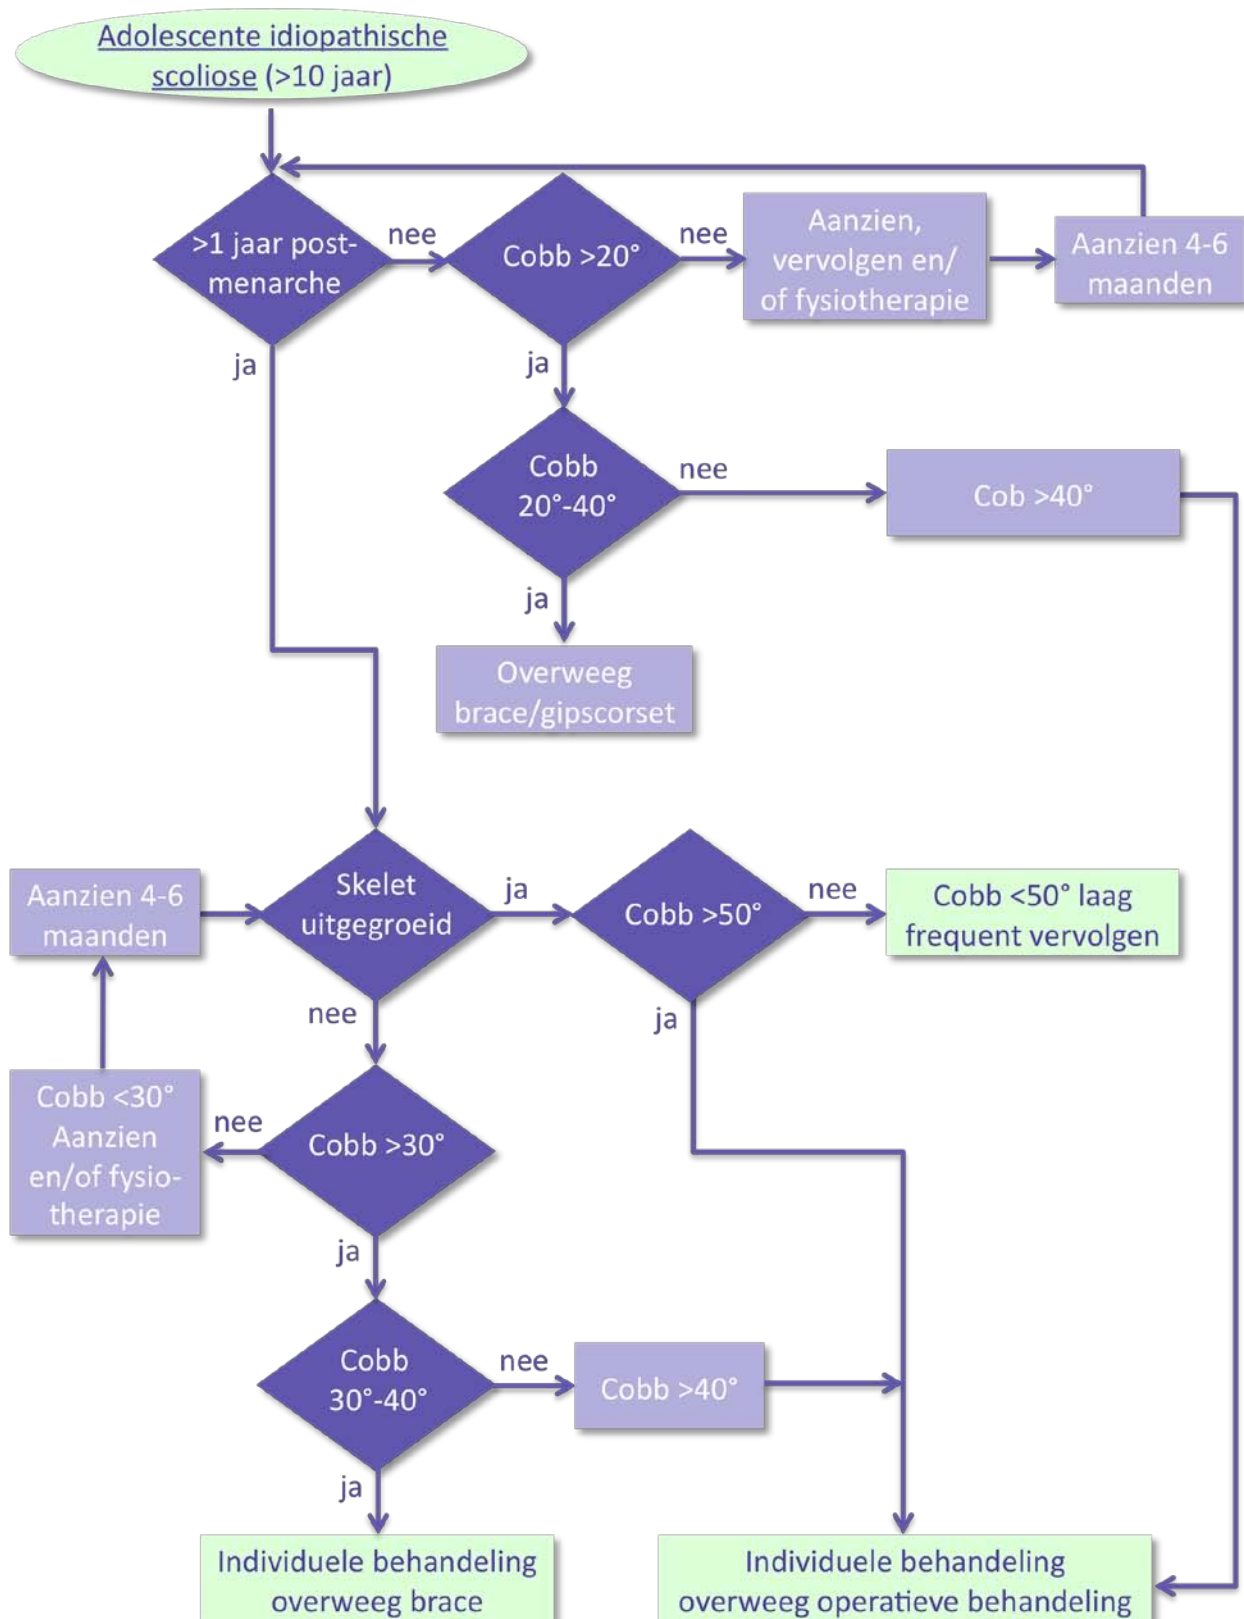 Adolescente idiopathische
scoliose (>10 jaar)
>1 jaar post-
menarche
nee
Cobb >20°
nee
Aanzien,
vervolgen en/
of fysiotherapie
Aanzien 4-6
maanden
ja
ja
Cobb
20°-40°
nee
Cob >40°
ja
Overweeg
brace/gipscorset
Aanzien 4-6
maanden
Skelet
uitgegroeid
ja
Cobb >50°
nee
Cobb <50° laag
frequent vervolgen
nee
ja
Cobb <30°
Aanzien
en/of fysio-
therapie
nee
Cobb >30°
ja
Cobb
30°-40°
nee
Cobb >40°
ja
Individuele behandeling
overweeg brace
Individuele behandeling
overweeg operatieve behandeling